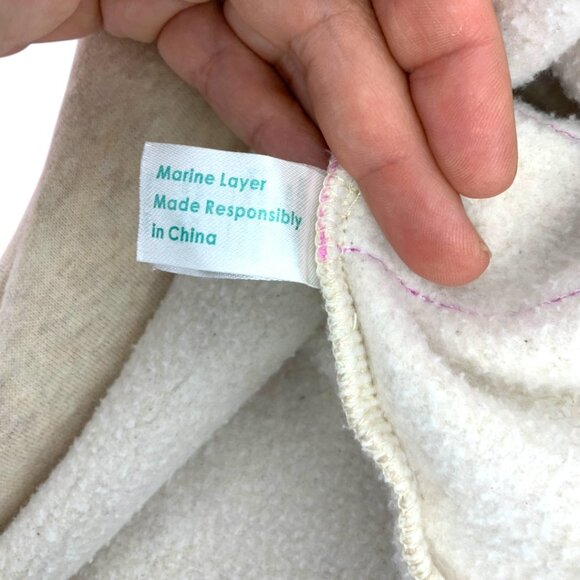 Marine Layer
Made Responsibly
in China